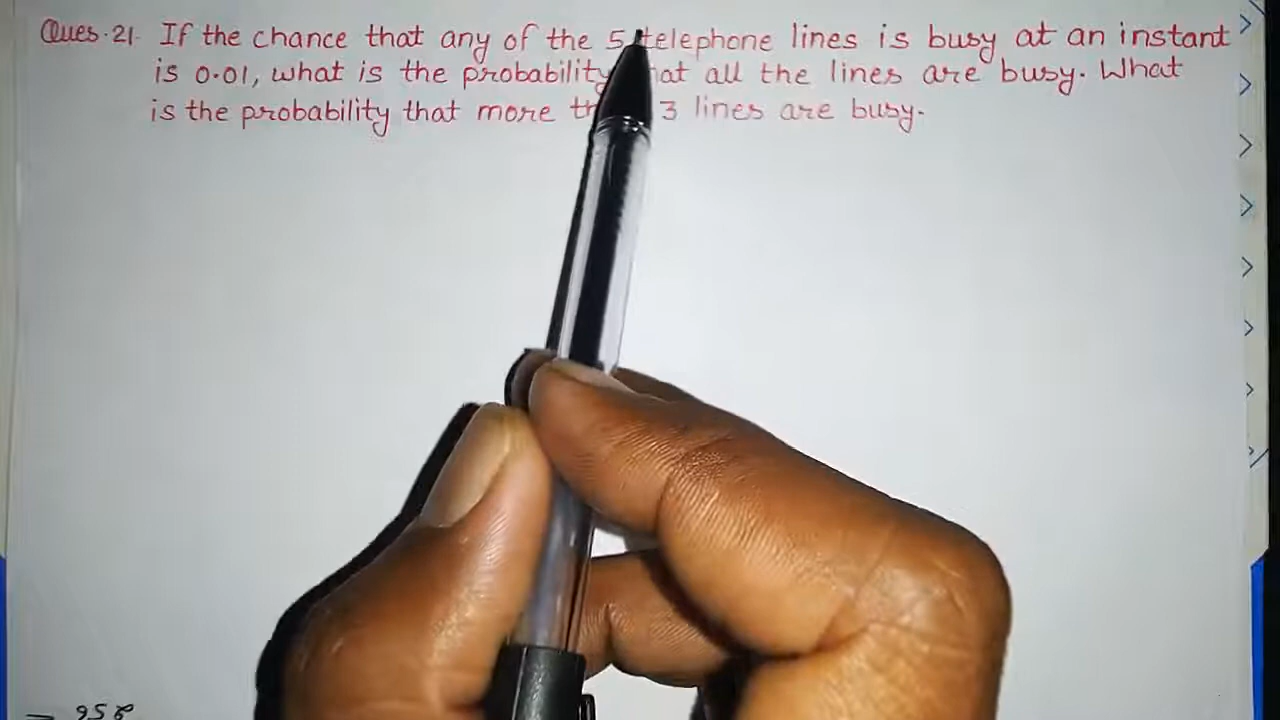 Ques.21. If the chance that any of the 5 telephone lines is busy at an instant
is 0.01, what is the probability that all the lines are busy. What
is the probability that more 3 lines are busy.